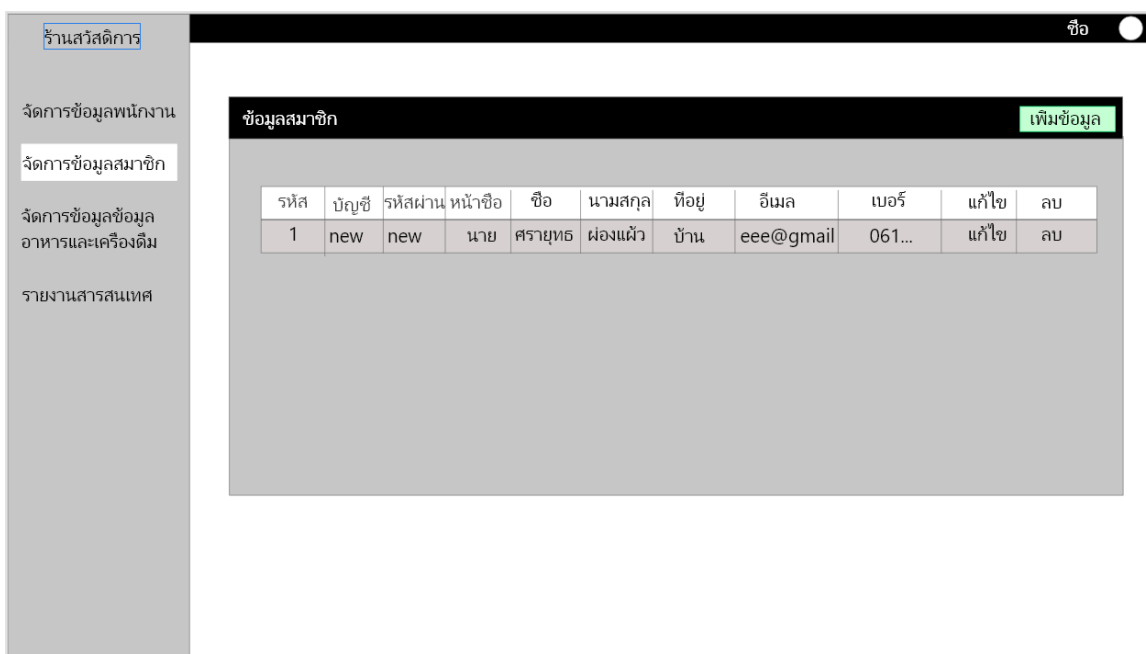 ร้านสวัสดิการ
ชื่อ
จัดการข้อมูลพนักงาน
จัดการข้อมูลสมาชิก
จัดการข้อมูลข้อมูล
อาหารและเครื่องดื่ม
รายงานสารสนเทศ
ข้อมูลสมาชิก
เพิ่มข้อมูล
รหัส บัญชี รหัสผ่าน หน้าชื่อ ชื่อ นามสกุล ที่อยู่ อีเมล เบอร์ แก้ไข ลบ
1 new new นาย ศรายุทธ ผ่องแผ้ว บ้าน eee@gmail 061... แก้ไข ลบ